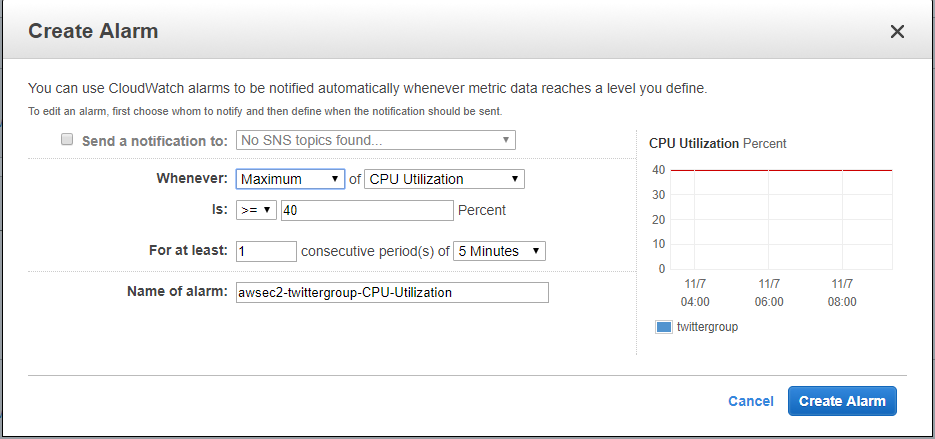 Create Alarm
You can use CloudWatch alarms to be notified automatically whenever metric data reaches a level you define.
To edit an alarm, first choose whom to notify and then define when the notification should be sent.
Send a notification to: No SNS topics found...
Whenever: Maximum of CPU Utilization
Is: >= 40 Percent
For at least: 1 consecutive period(s) of 5 Minutes
Name of alarm: awsec2-twittergroup-CPU-Utilization
CPU Utilization Percent
40
30
20
10
0
11/7 11/7 11/7
04:00 06:00 08:00
twittergroup
Cancel Create Alarm